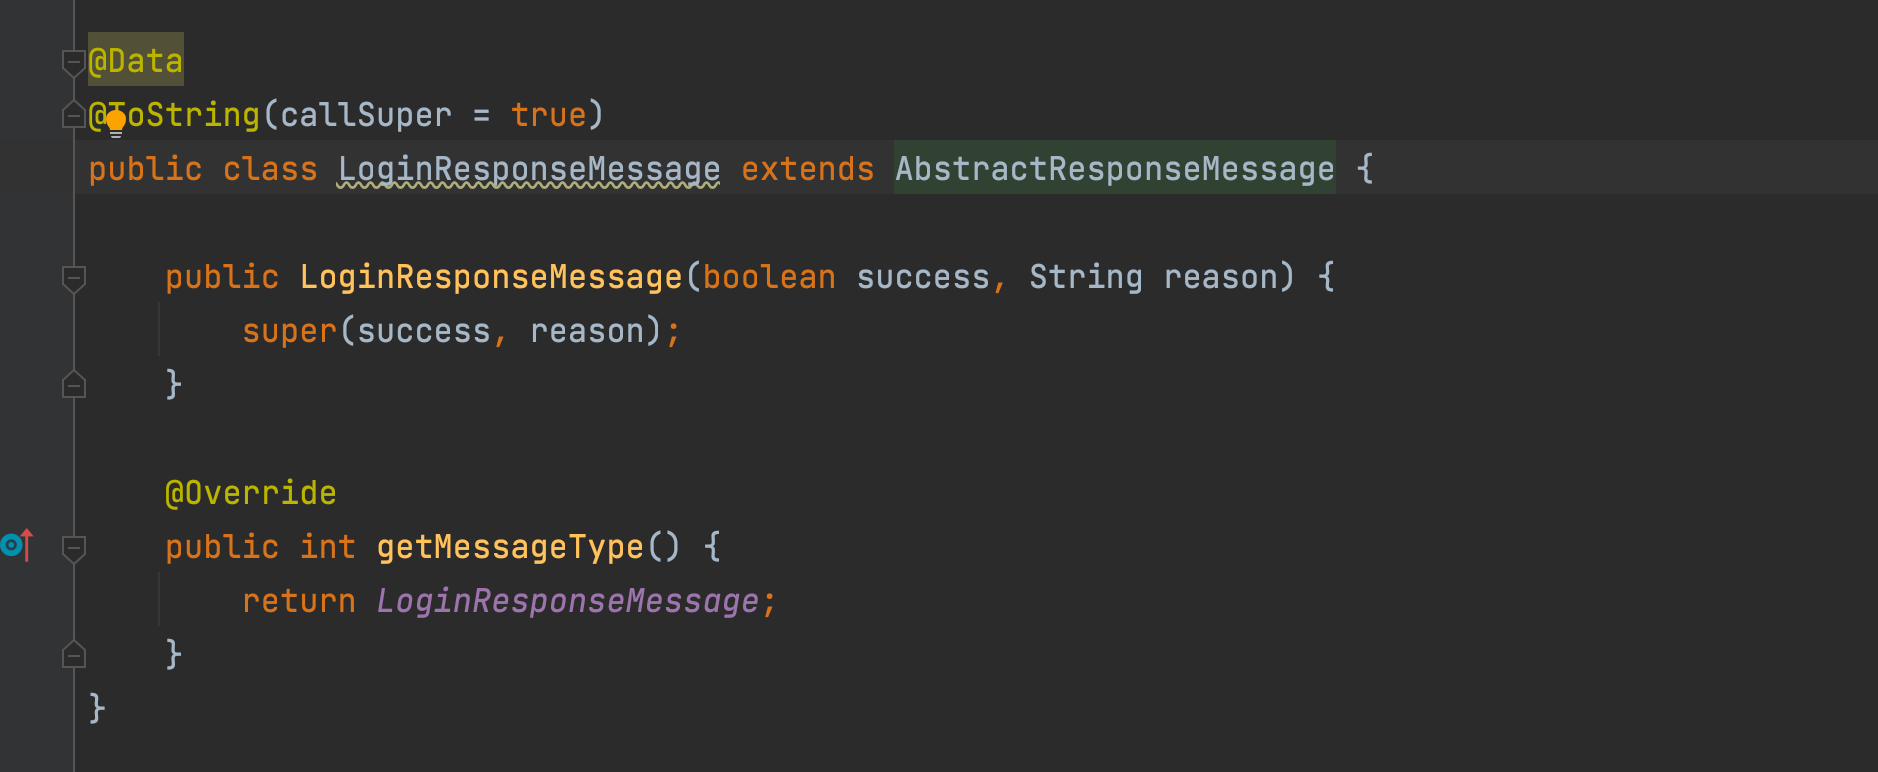 @Data
@ToString(callSuper = true)
public class LoginResponseMessage extends AbstractResponseMessage {
public LoginResponseMessage(boolean success, String reason) {
super(success, reason);
}
@Override
public int getMessageType() {
return LoginResponseMessage;
}
}